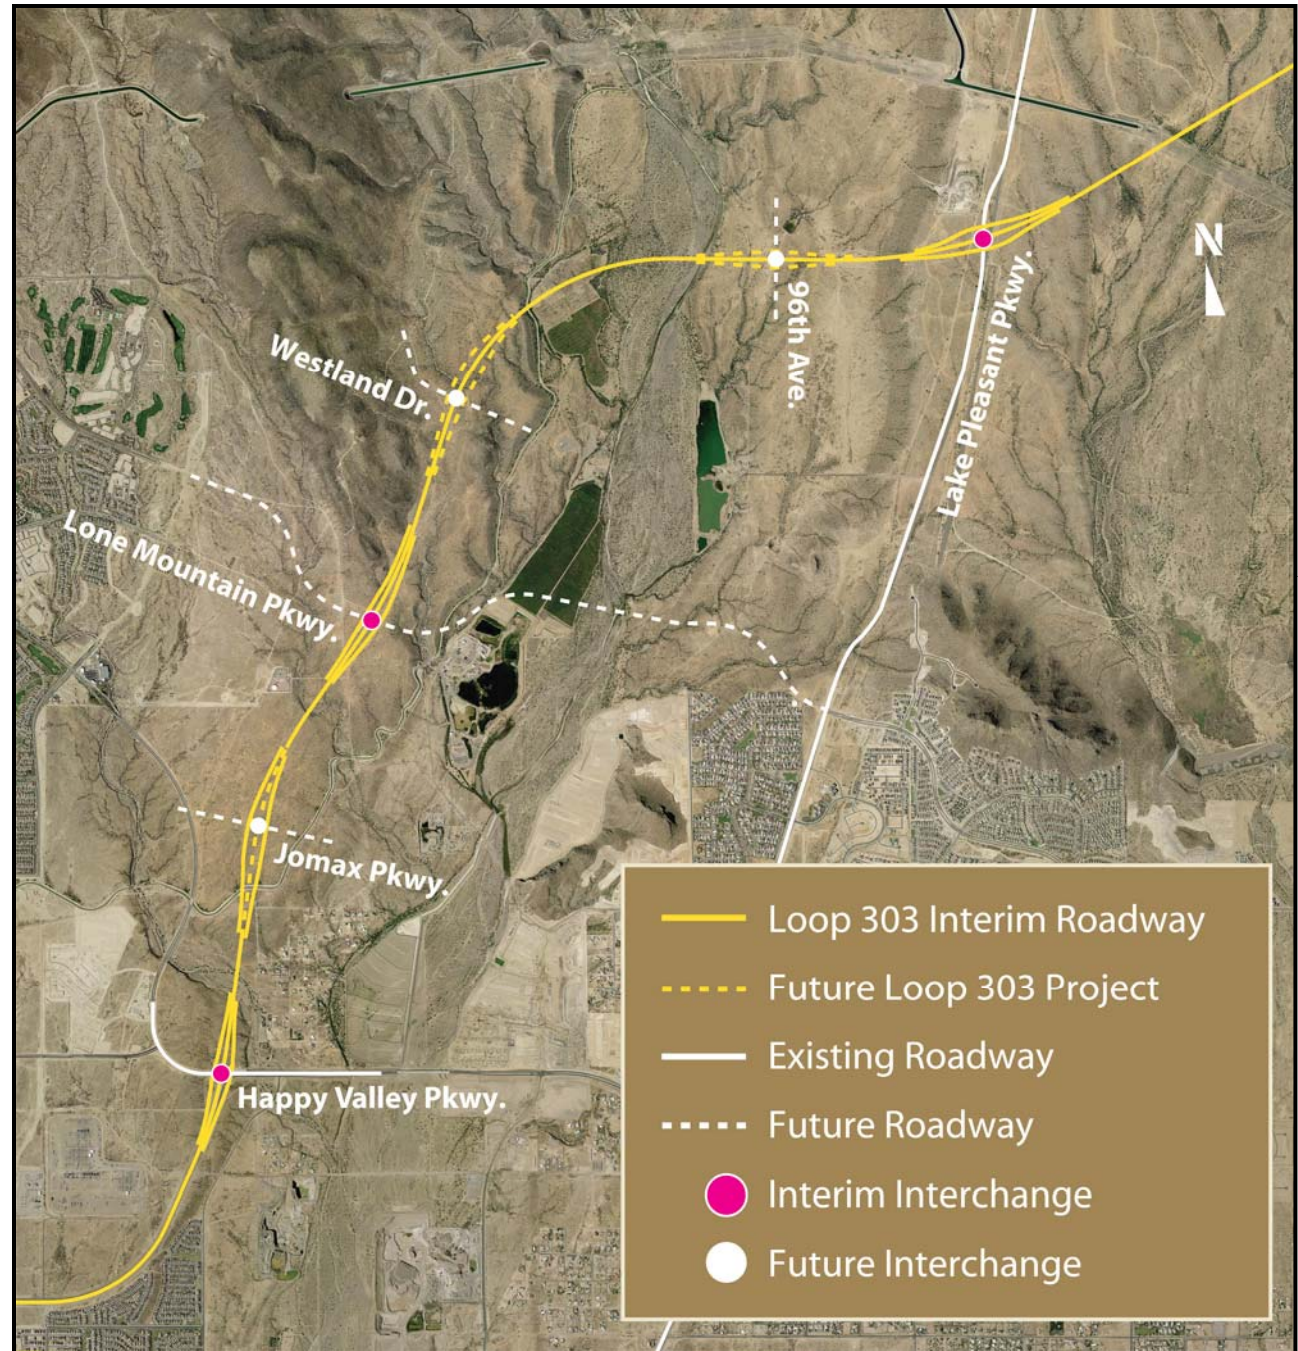 N
96th Ave.
Lake Pleasant Pkwy.
Westland Dr.
Lone Mountain Pkwy.
Jomax Pkwy.
Happy Valley Pkwy.
Loop 303 Interim Roadway
Future Loop 303 Project
Existing Roadway
Future Roadway
Interim Interchange
Future Interchange